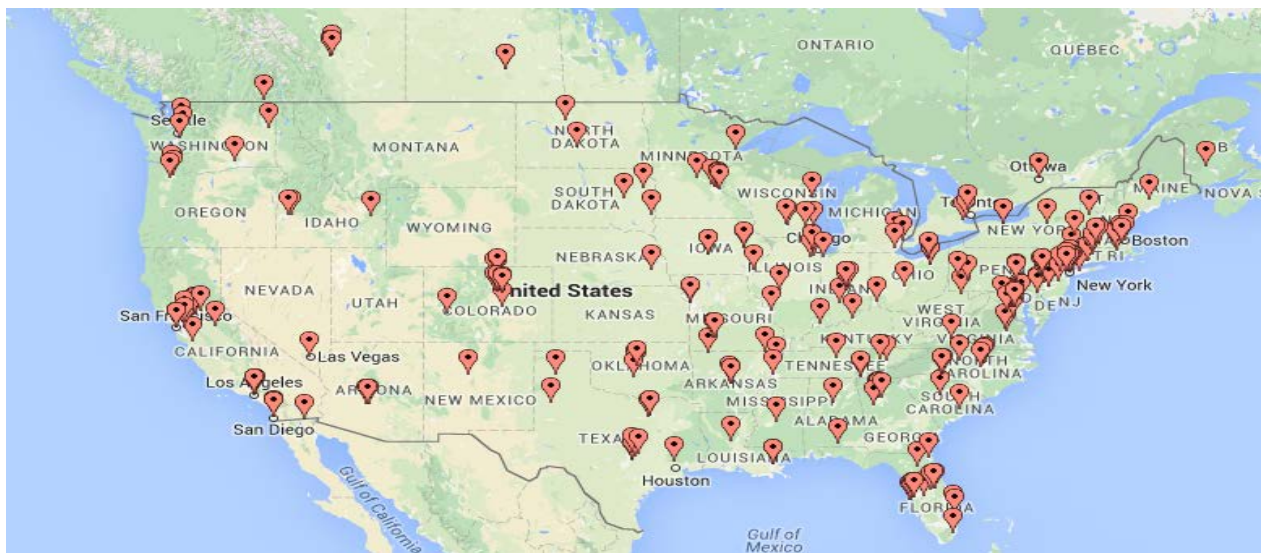 ONTARIO
QUÉBEC
Seattle
WASHINGTON
MONTANA
NORTH
DAKOTA
MINNESOTA
Ottawa
B
MAINE
NOVA S
OREGON
IDAHO
SOUTH
DAKOTA
WISCONSIN
MICHIGAN
Toronto
WYOMING
NEW YORK
Boston
IOWA
Chicago
NEBRASKA
ILLINOIS
OHIO
PENN
New York
NEVADA
UTAH
COLORADO
United States
KANSAS
MISSOURI
INDIANA
WEST
VIRGINIA
DE
NJ
San Francisco
CALIFORNIA
Las Vegas
KENTUCKY
VIRGINIA
OKLAHOMA
TENNESSEE
NORTH
CAROLINA
Los Angeles
ARIZONA
NEW MEXICO
ARKANSAS
MISSISSIPPI
SOUTH
CAROLINA
San Diego
ALABAMA
TEXAS
GEORGIA
LOUISIANA
Houston
Gulf of California
FLORIDA
Gulf of
Mexico